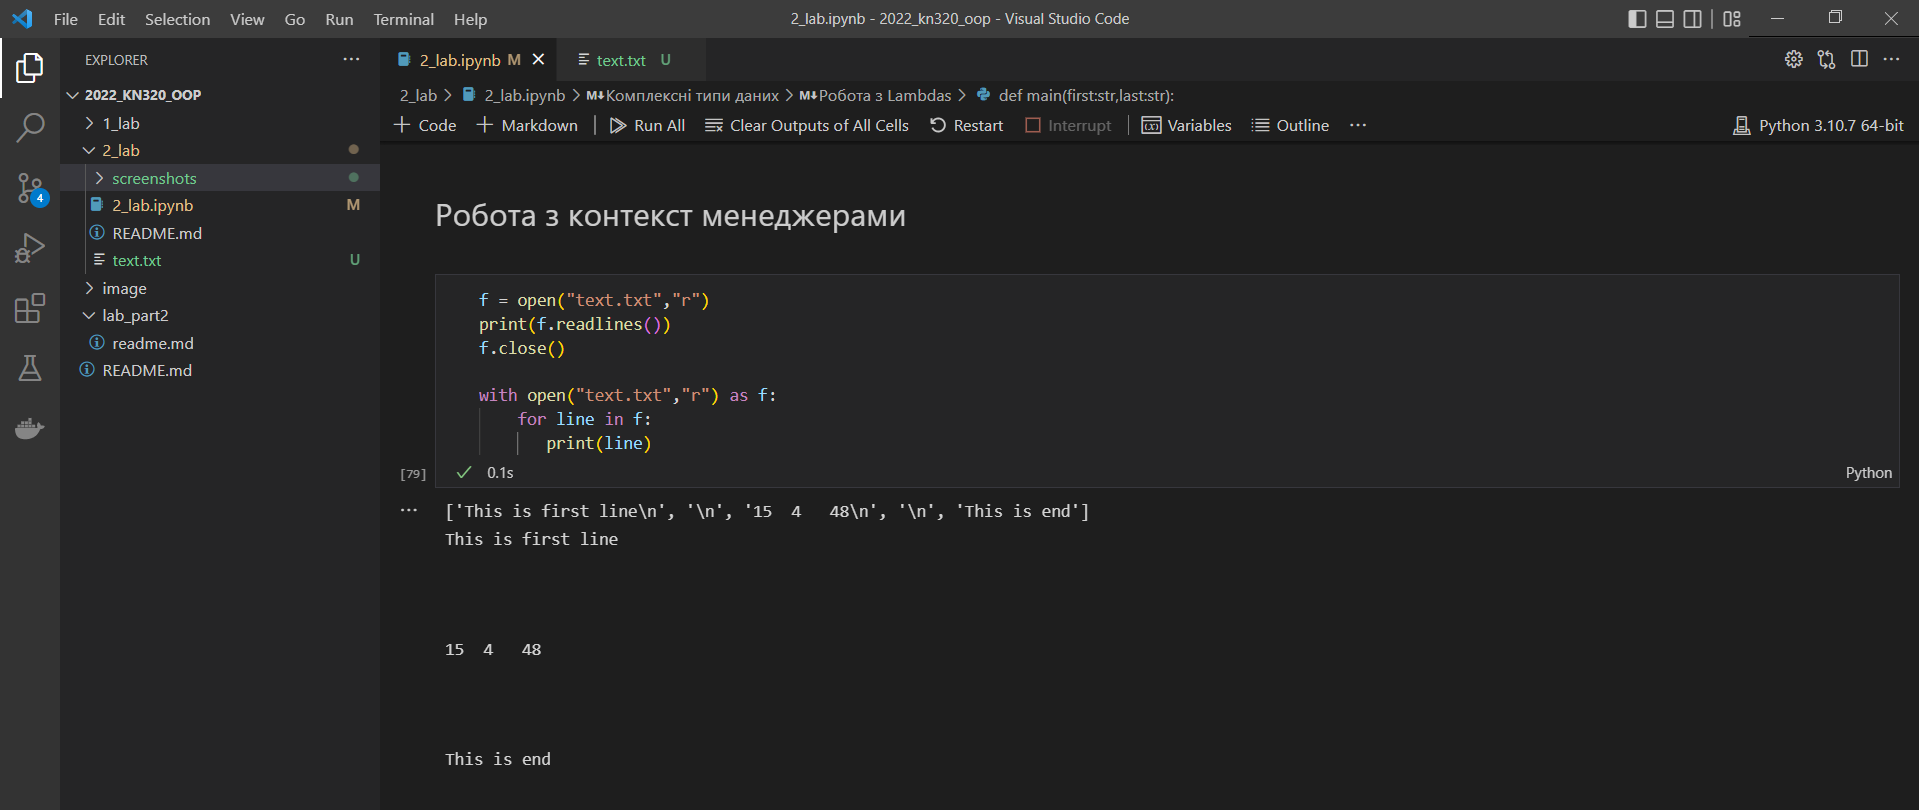 File Edit Selection View Go Run Terminal Help
2_lab.ipynb - 2022_kn320_oop - Visual Studio Code
EXPLORER ···
2022_KN320_OOP
1_lab
2_lab
screenshots
2_lab.ipynb M
README.md
text.txt U
image
lab_part2
readme.md
README.md
4
2_lab.ipynb M
text.txt U
2_lab > 2_lab.ipynb > M↓Комплексні типи даних > M↓Робота з Lambdas > def main(first:str,last:str):
+ Code + Markdown Run All Clear Outputs of All Cells Restart Interrupt Variables Outline ··· Python 3.10.7 64-bit
Робота з контекст менеджерами
f = open("text.txt","r")
print(f.readlines())
f.close()
with open("text.txt","r") as f:
for line in f:
print(line)
[79] ✓ 0.1s Python
··· ['This is first line\n', '\n', '15  4   48\n', '\n', 'This is end']
This is first line
15  4   48
This is end